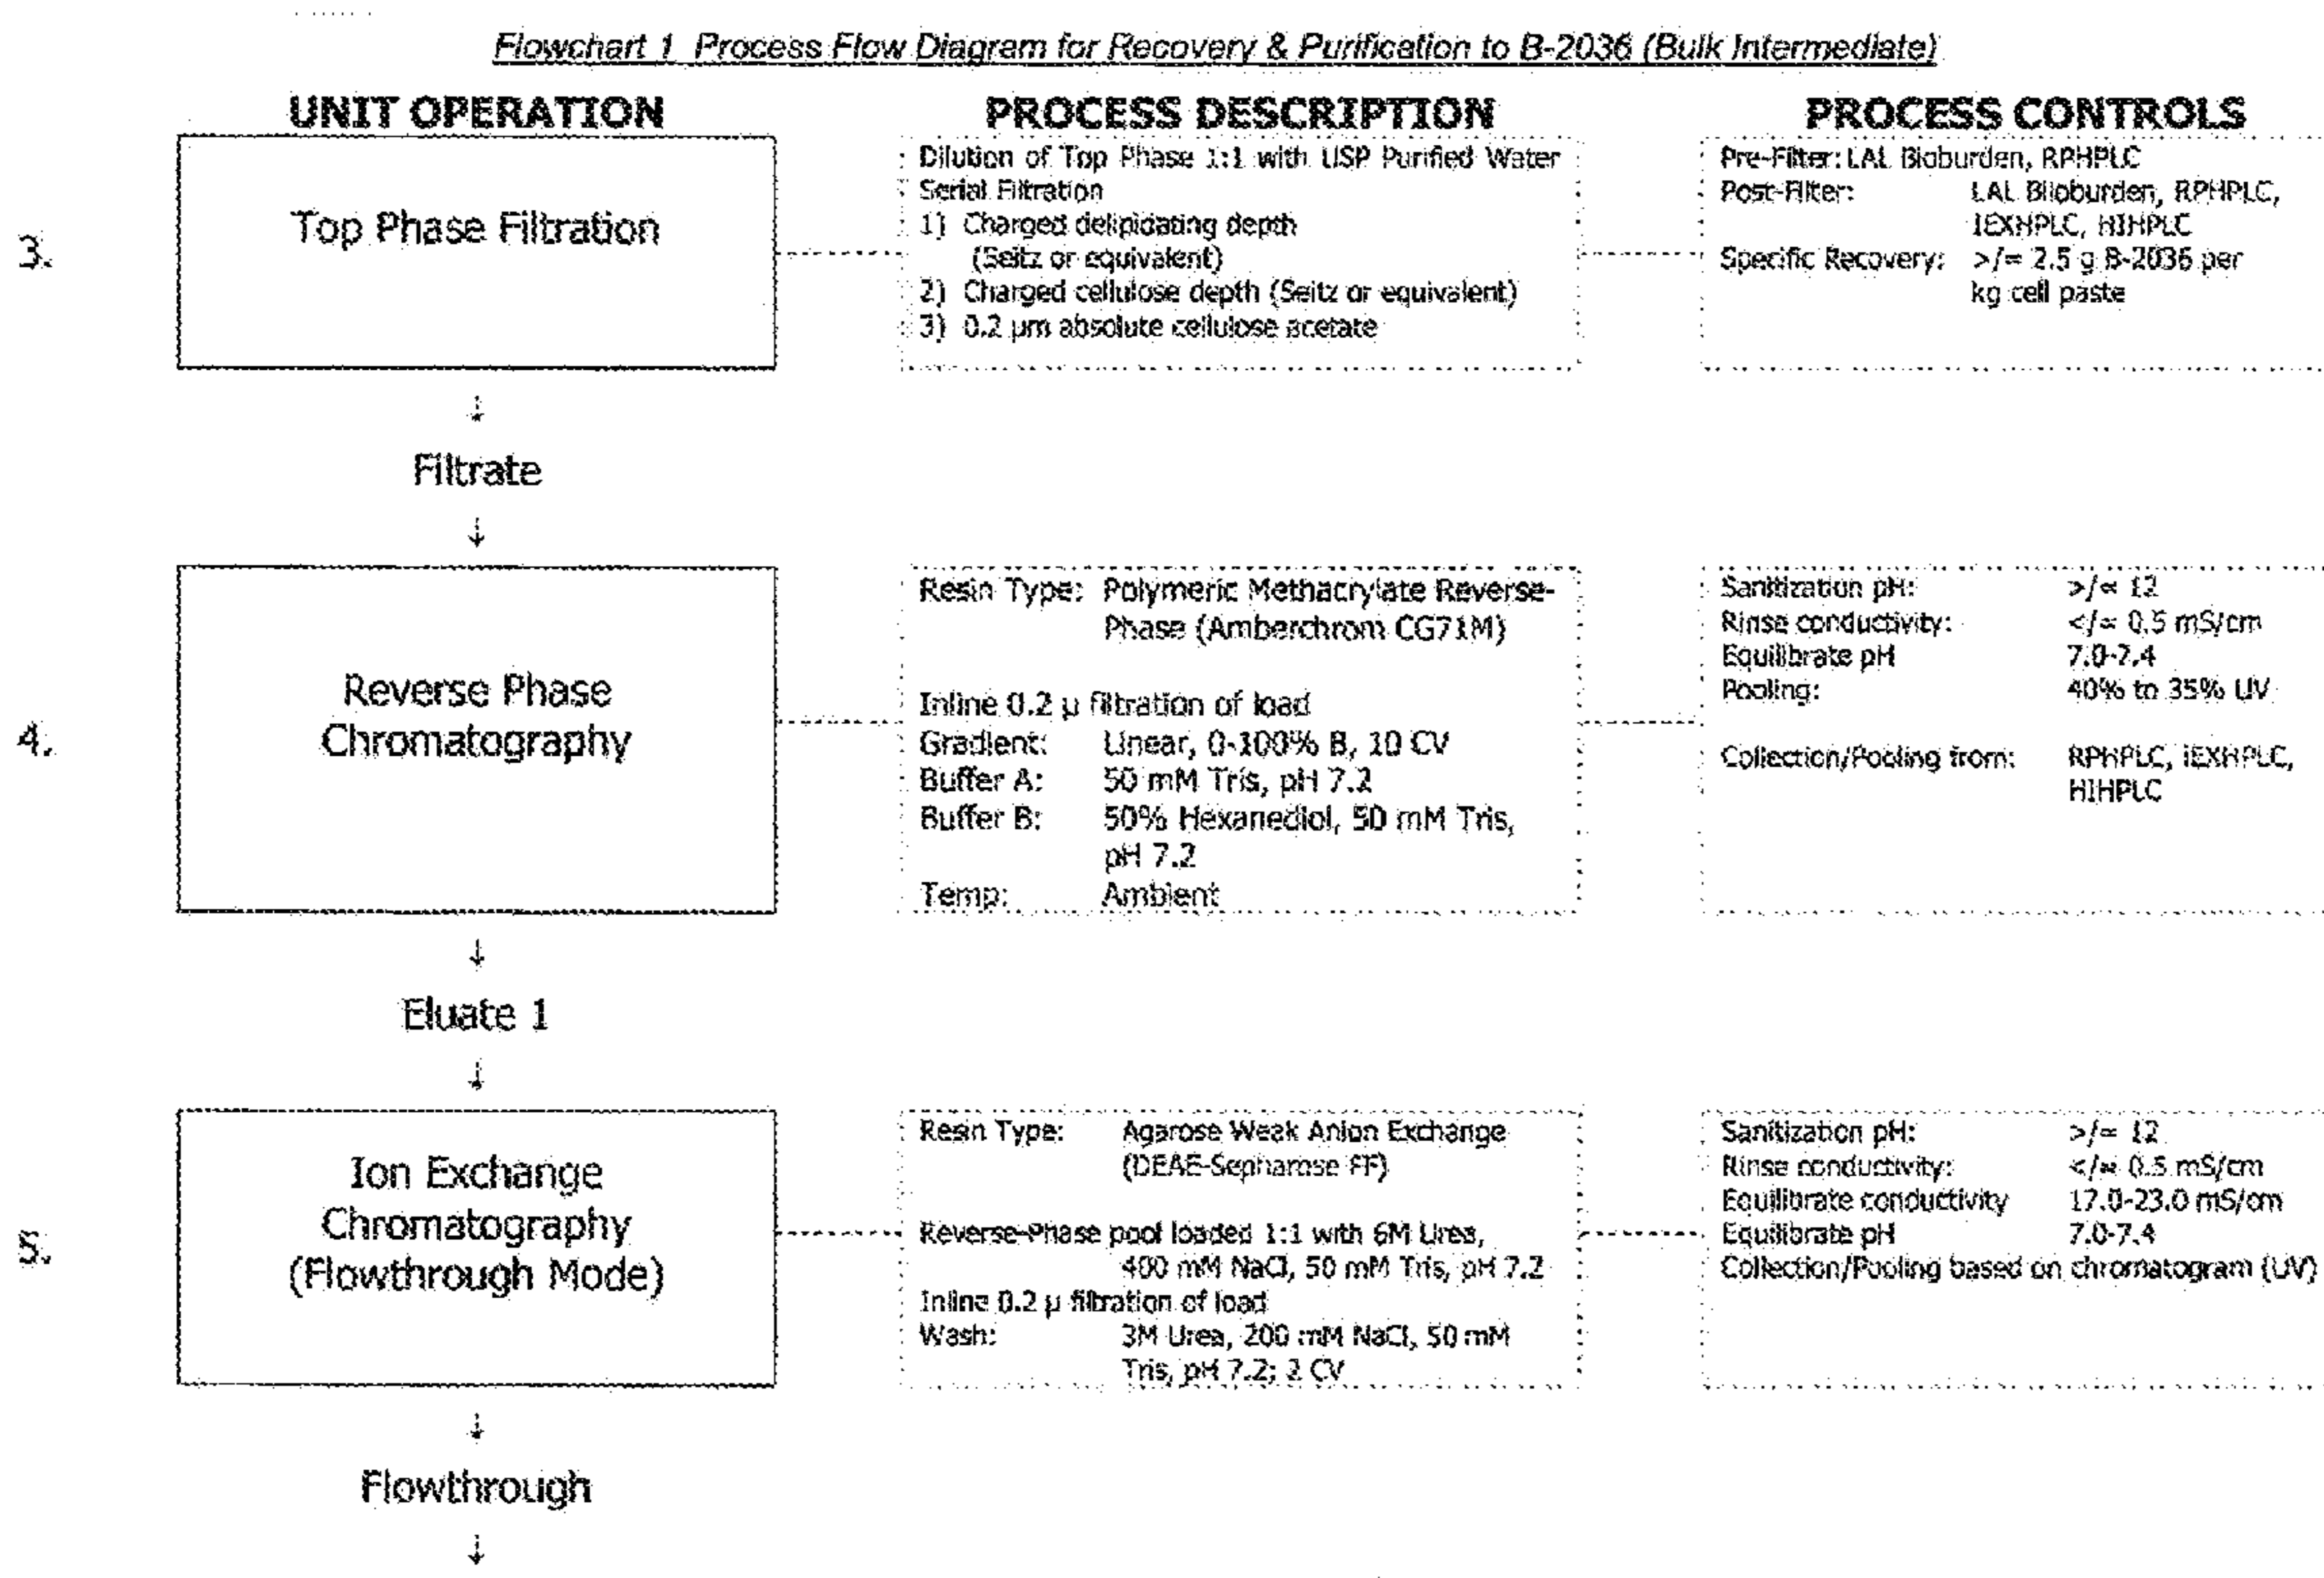 Flowchart 1 Process Flow Diagram for Recovery & Purification to B-2036 (Bulk Intermediate)
UNIT OPERATION
PROCESS DESCRIPTION
PROCESS CONTROLS
3.
Top Phase Filtration
Dilution of Top Phase 1:1 with USP Purified Water
Serial Filtration
1) Charged delipidating depth
(Seitz or equivalent)
2) Charged cellulose depth (Seitz or equivalent)
3) 0.2 µm absolute cellulose acetate
Pre-Filter: LAL Bioburden, RPHPLC
Post-Filter: LAL Biioburden, RPHPLC,
IEXHPLC, HIHPLC
Specific Recovery: >/= 2.5 g B-2036 per
kg cell paste
↓
Filtrate
↓
4.
Reverse Phase
Chromatography
Resin Type: Polymeric Methacrylate Reverse-
Phase (Amberchrom CG71M)
Inline 0.2 µ filtration of load
Gradient: Linear, 0-100% B, 10 CV
Buffer A: 50 mM Tris, pH 7.2
Buffer B: 50% Hexanediol, 50 mM Tris,
pH 7.2
Temp: Ambient
Sanitization pH: >/= 12
Rinse conductivity: </= 0.5 mS/cm
Equilibrate pH 7.0-7.4
Pooling: 40% to 35% UV
Collection/Pooling from: RPHPLC, IEXHPLC,
HIHPLC
↓
Eluate 1
↓
5.
Ion Exchange
Chromatography
(Flowthrough Mode)
Resin Type: Agarose Weak Anion Exchange
(DEAE-Sepharose FF)
Reverse-Phase pool loaded 1:1 with 6M Urea,
400 mM NaCl, 50 mM Tris, pH 7.2
Inline 0.2 µ filtration of load
Wash: 3M Urea, 200 mM NaCl, 50 mM
Tris, pH 7.2; 2 CV
Sanitization pH: >/= 12
Rinse conductivity: </= 0.5 mS/cm
Equilibrate conductivity 17.0-23.0 mS/cm
Equilibrate pH 7.0-7.4
Collection/Pooling based on chromatogram (UV)
↓
Flowthrough
↓